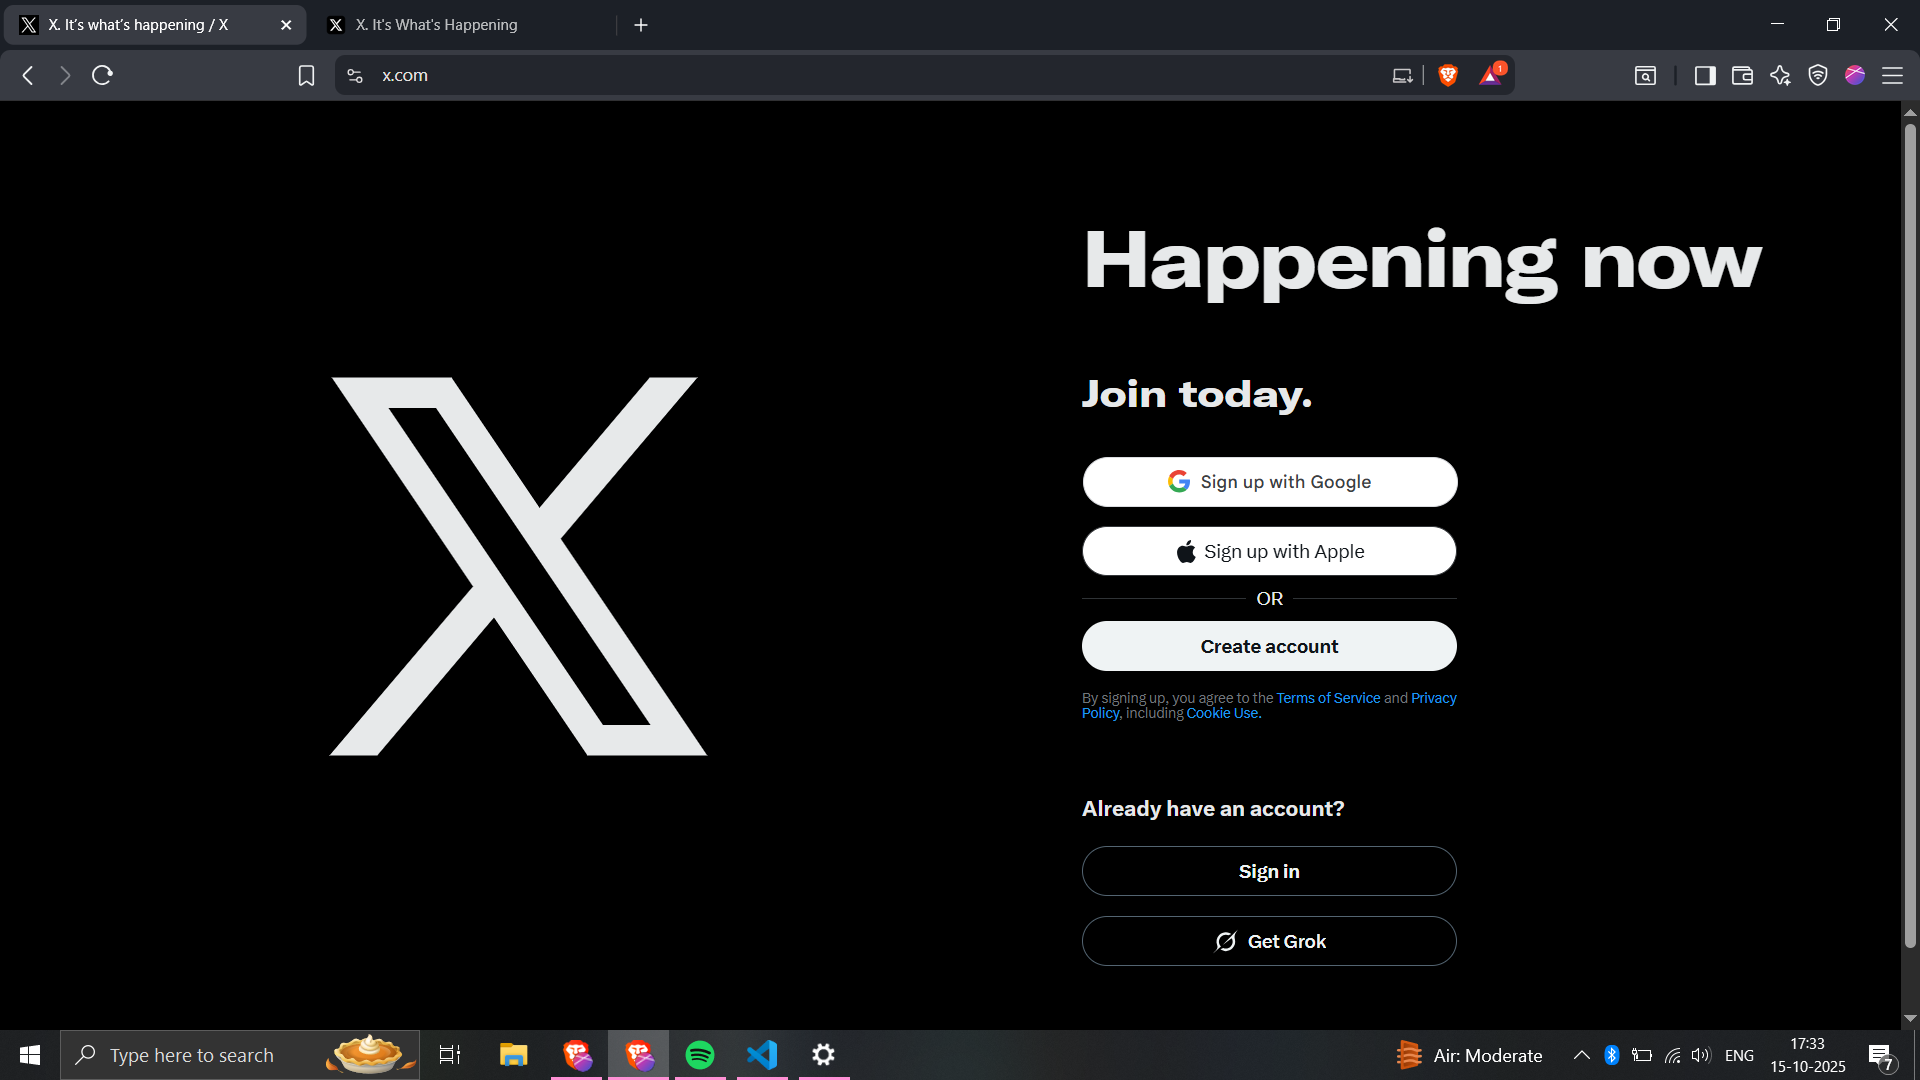 X. It’s what’s happening / X
X. It's What's Happening
x.com
1
Happening now
Join today.
Sign up with Google
Sign up with Apple
OR
Create account
By signing up, you agree to the Terms of Service and Privacy
Policy, including Cookie Use.
Already have an account?
Sign in
Get Grok
Type here to search
Air: Moderate
ENG
17:33
15-10-2025
7